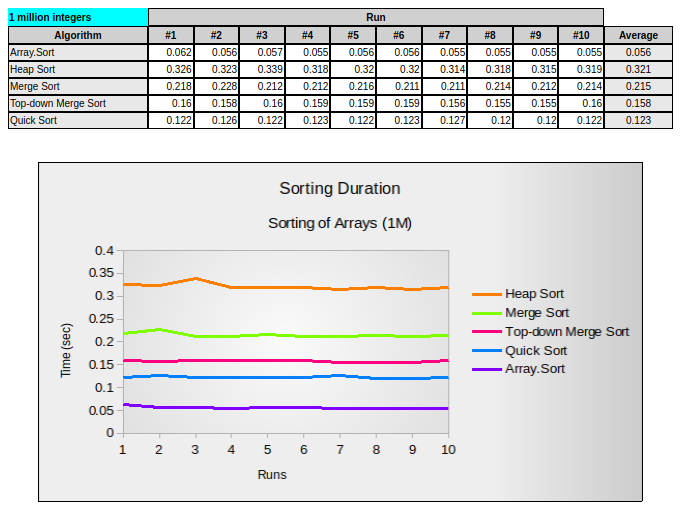 1 million integers Run
Algorithm #1 #2 #3 #4 #5 #6 #7 #8 #9 #10 Average
Array.Sort 0.062 0.056 0.057 0.055 0.056 0.056 0.055 0.055 0.055 0.055 0.056
Heap Sort 0.326 0.323 0.339 0.318 0.32 0.32 0.314 0.318 0.315 0.319 0.321
Merge Sort 0.218 0.228 0.212 0.212 0.216 0.211 0.211 0.214 0.212 0.214 0.215
Top-down Merge Sort 0.16 0.158 0.16 0.159 0.159 0.159 0.156 0.155 0.155 0.16 0.158
Quick Sort 0.122 0.126 0.122 0.123 0.122 0.123 0.127 0.12 0.12 0.122 0.123
Sorting Duration
Sorting of Arrays (1M)
Time (sec)
0.4
0.35
0.3
0.25
0.2
0.15
0.1
0.05
0
1 2 3 4 5 6 7 8 9 10
Runs
Heap Sort
Merge Sort
Top-down Merge Sort
Quick Sort
Array.Sort